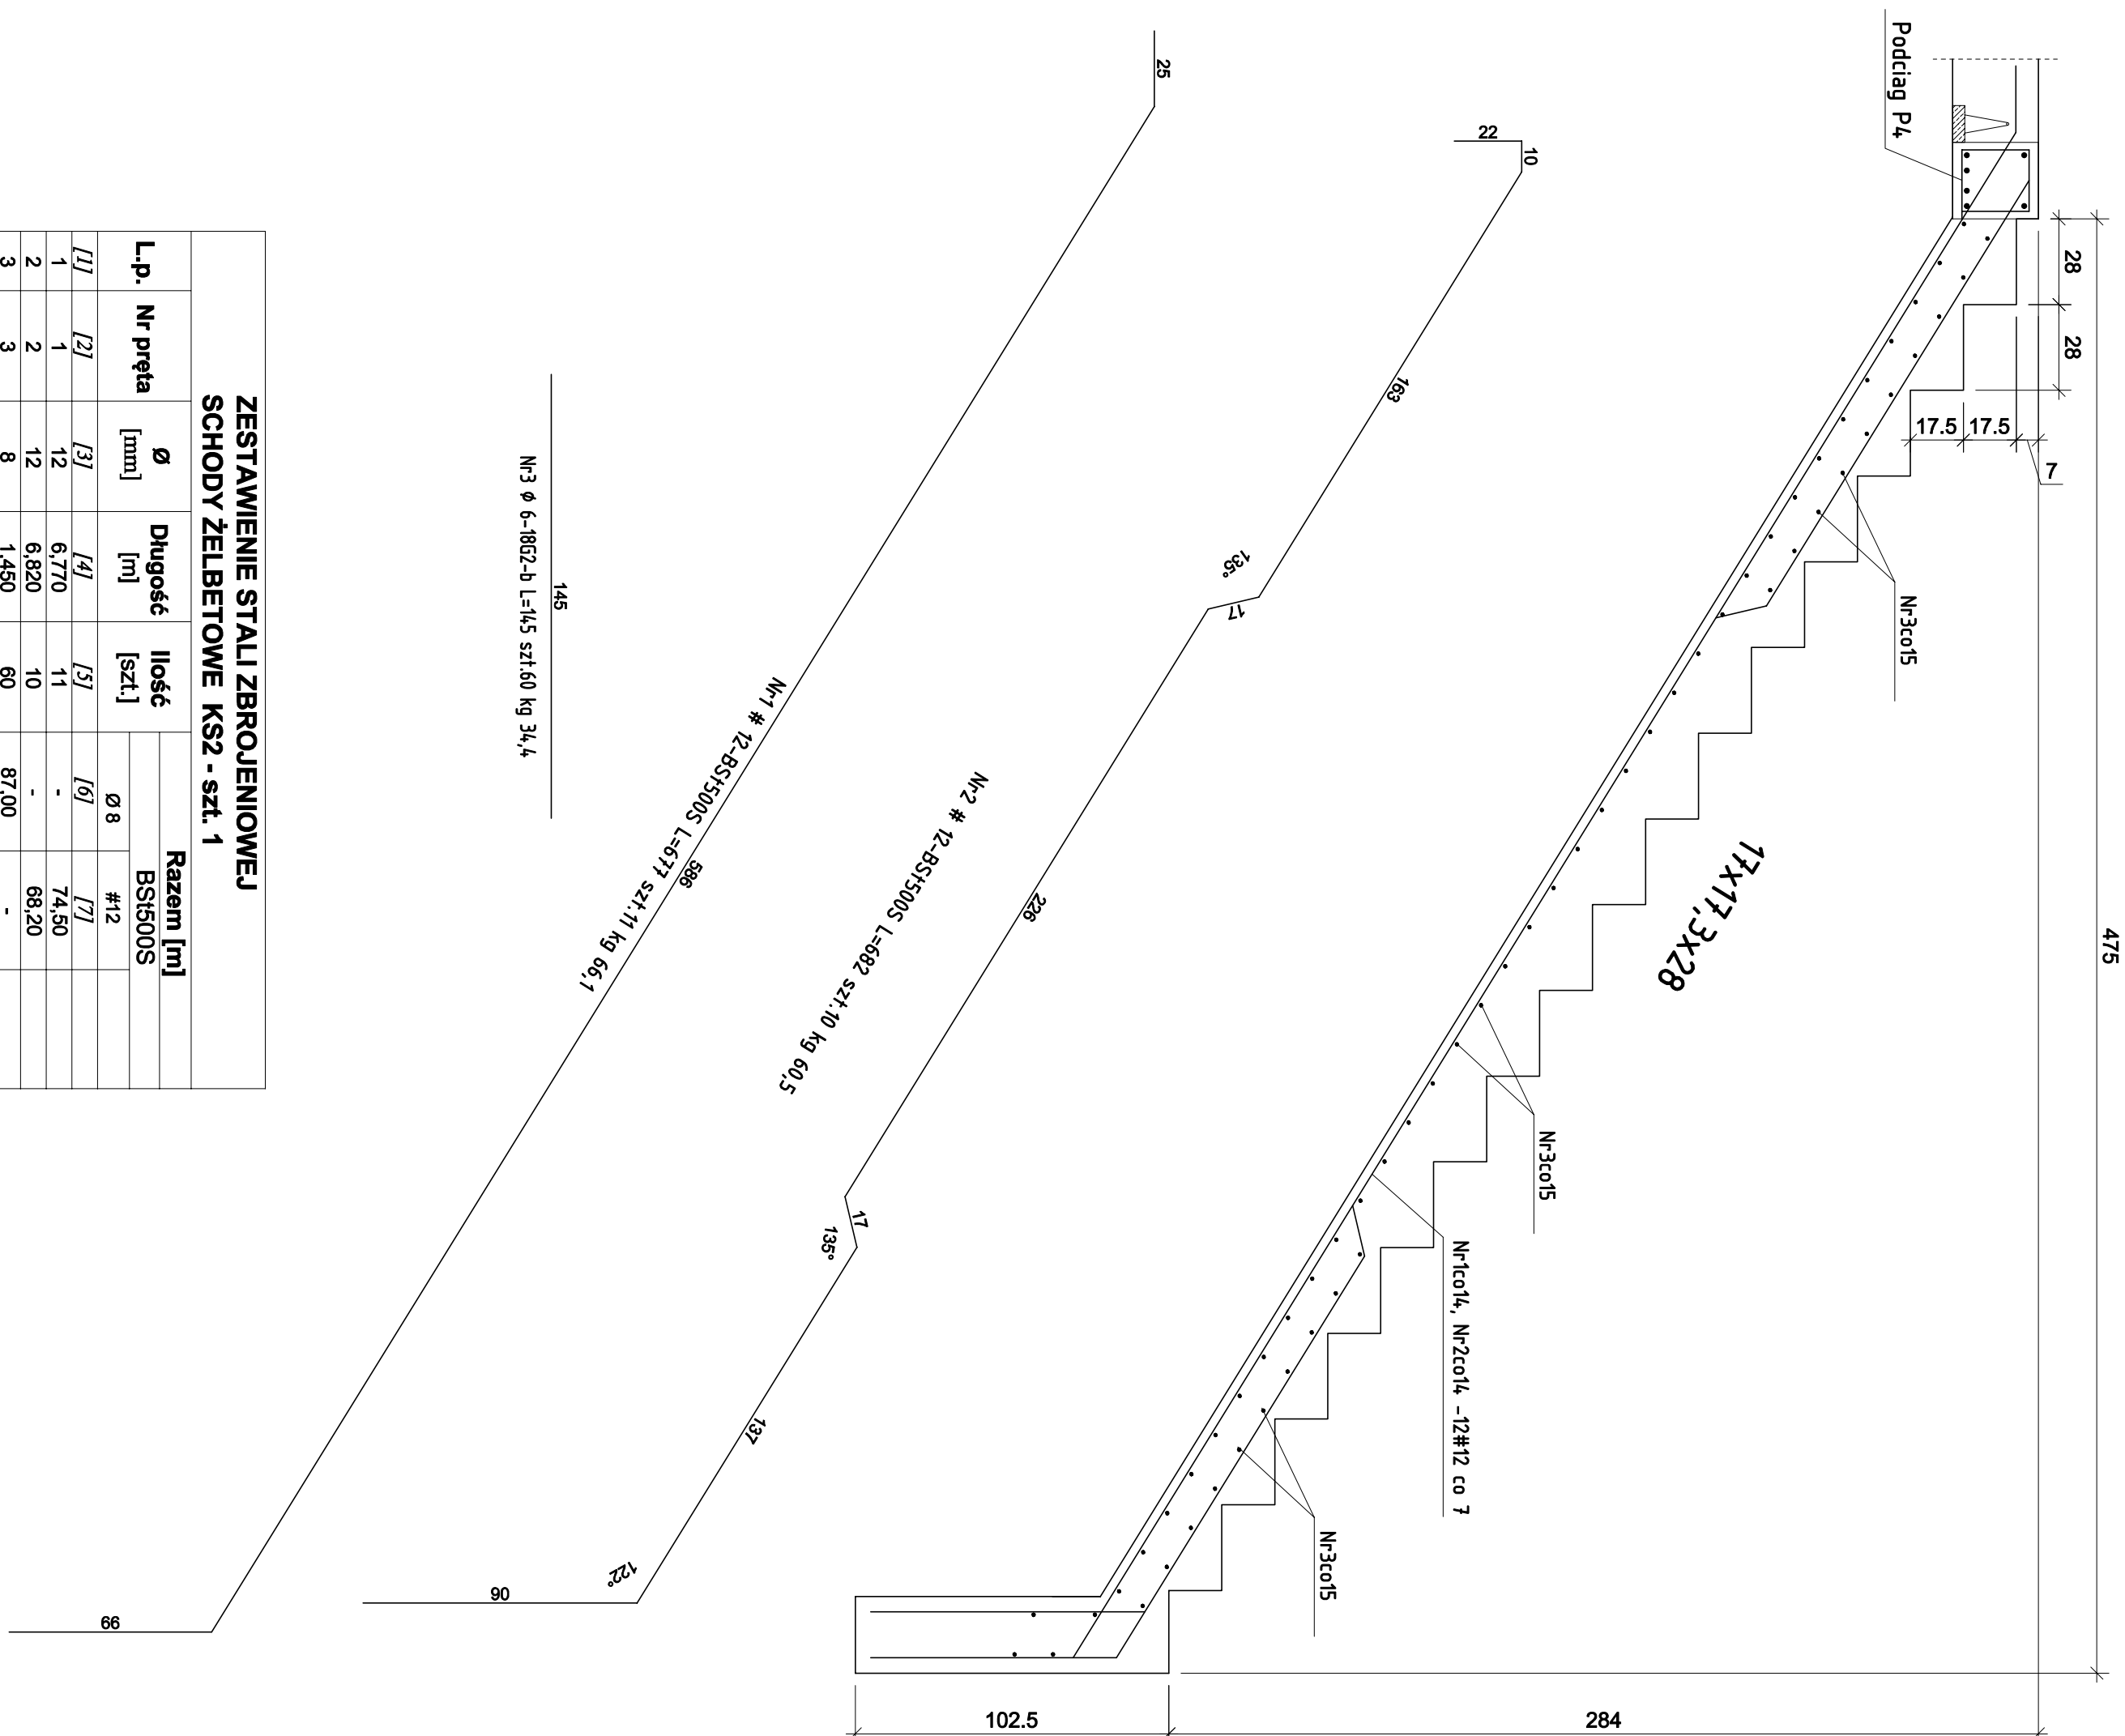 475
28
28
17.5
17.5
7
Podciag P4
Nr3co15
17x17,3x28
Nr3co15
Nr1co14, Nr2co14 -12#12 co 7
Nr3co15
284
102.5
22
10
163
135°
17
226
Nr2 # 12-BSt500S L=682 szt.10 kg 60,5
17
135°
137
122°
90
25
586
Nr1 # 12-BSt500S L=677 szt.11 kg 66,1
66
145
Nr3 ϕ 6-18G2-b L=145 szt.60 kg 34,4
ZESTAWIENIE STALI ZBROJENIOWEJ
SCHODY ŻELBETOWE KS2 - szt. 1
L.p. Nr pręta Ø [mm] Długość [m] Ilość [szt.] Razem [m]
BSt500S
Ø 8 #12
[1] [2] [3] [4] [5] [6] [7]
1 1 12 6,770 11 - 74,50
2 2 12 6,820 10 - 68,20
3 3 8 1,450 60 87,00 -